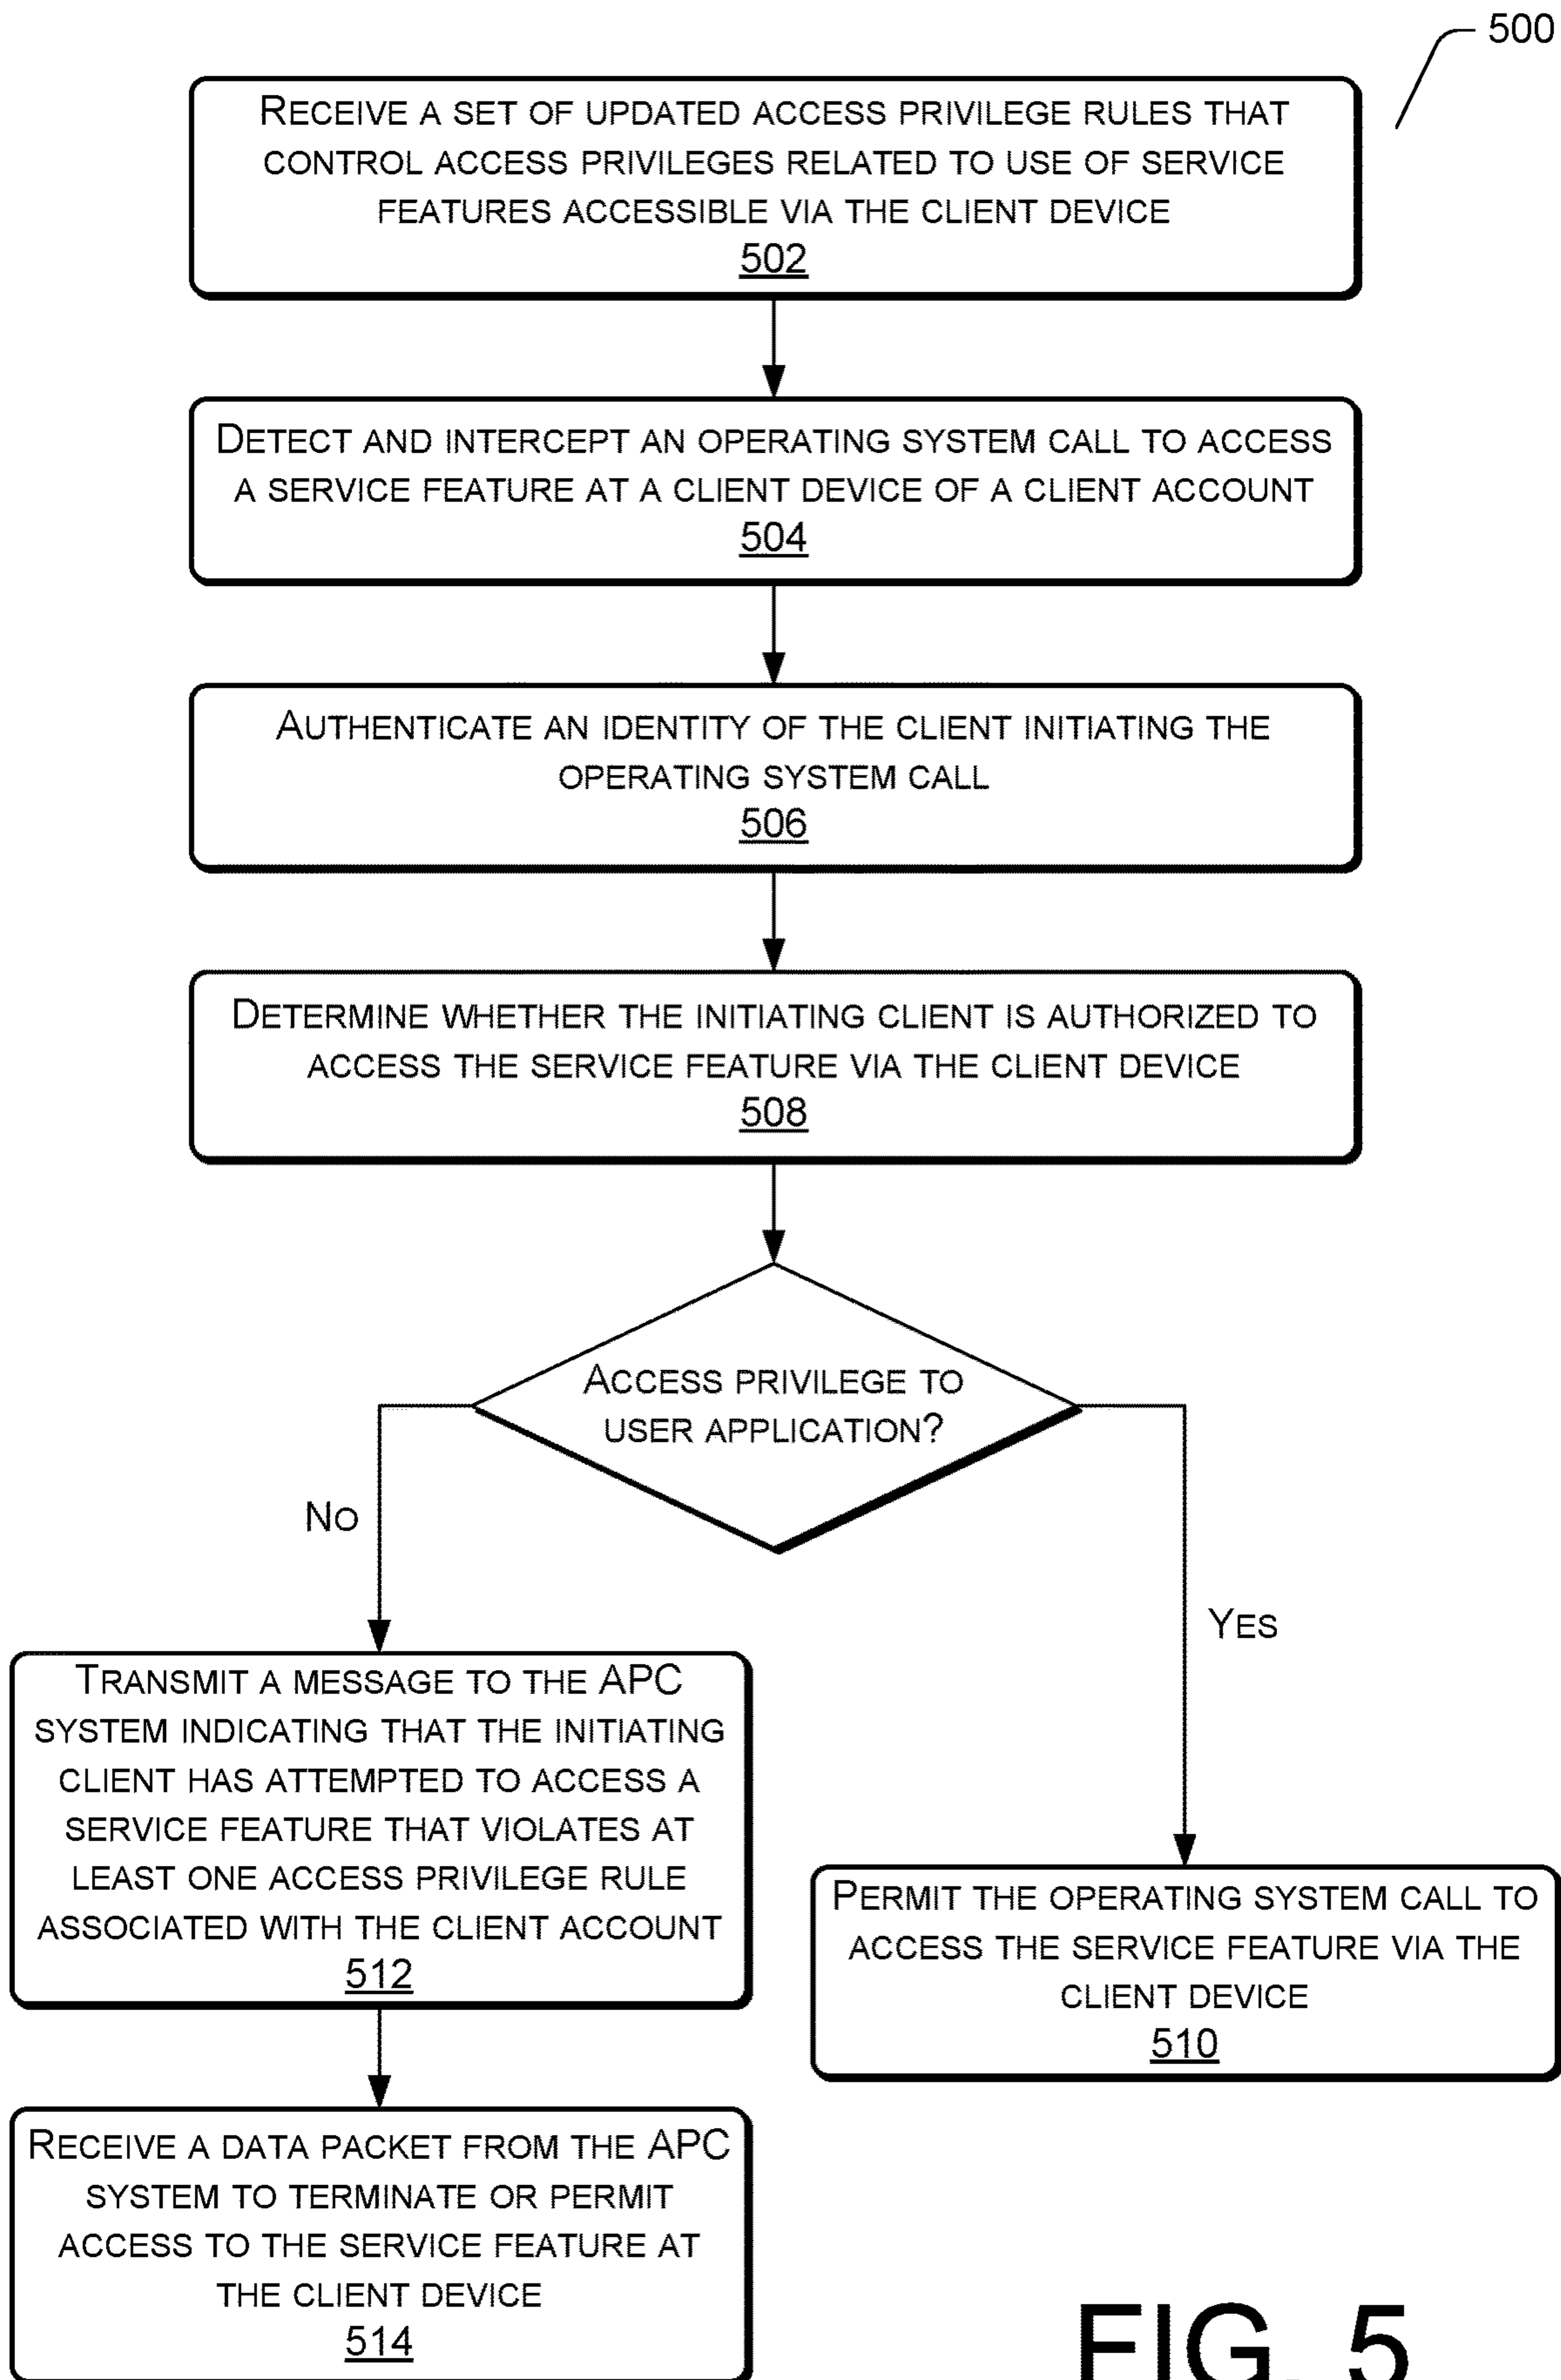 500
RECEIVE A SET OF UPDATED ACCESS PRIVILEGE RULES THAT
CONTROL ACCESS PRIVILEGES RELATED TO USE OF SERVICE
FEATURES ACCESSIBLE VIA THE CLIENT DEVICE
502
DETECT AND INTERCEPT AN OPERATING SYSTEM CALL TO ACCESS
A SERVICE FEATURE AT A CLIENT DEVICE OF A CLIENT ACCOUNT
504
AUTHENTICATE AN IDENTITY OF THE CLIENT INITIATING THE
OPERATING SYSTEM CALL
506
DETERMINE WHETHER THE INITIATING CLIENT IS AUTHORIZED TO
ACCESS THE SERVICE FEATURE VIA THE CLIENT DEVICE
508
ACCESS PRIVILEGE TO
USER APPLICATION?
NO
YES
TRANSMIT A MESSAGE TO THE APC
SYSTEM INDICATING THAT THE INITIATING
CLIENT HAS ATTEMPTED TO ACCESS A
SERVICE FEATURE THAT VIOLATES AT
LEAST ONE ACCESS PRIVILEGE RULE
ASSOCIATED WITH THE CLIENT ACCOUNT
512
PERMIT THE OPERATING SYSTEM CALL TO
ACCESS THE SERVICE FEATURE VIA THE
CLIENT DEVICE
510
RECEIVE A DATA PACKET FROM THE APC
SYSTEM TO TERMINATE OR PERMIT
ACCESS TO THE SERVICE FEATURE AT
THE CLIENT DEVICE
514
FIG. 5